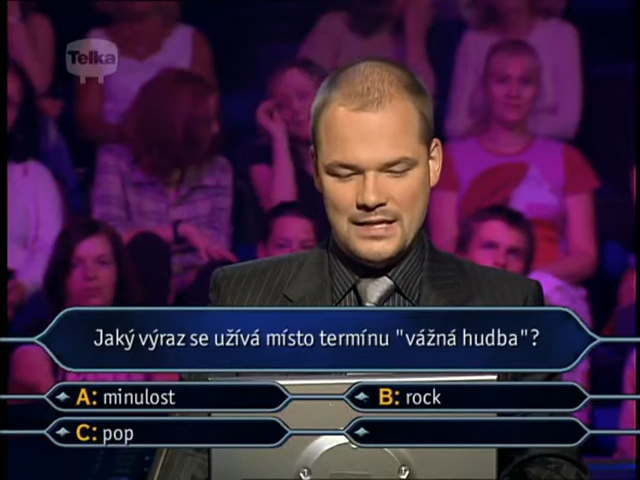 Telka
Jaký výraz se užívá místo termínu "vážná hudba"?
A: minulost
B: rock
C: pop